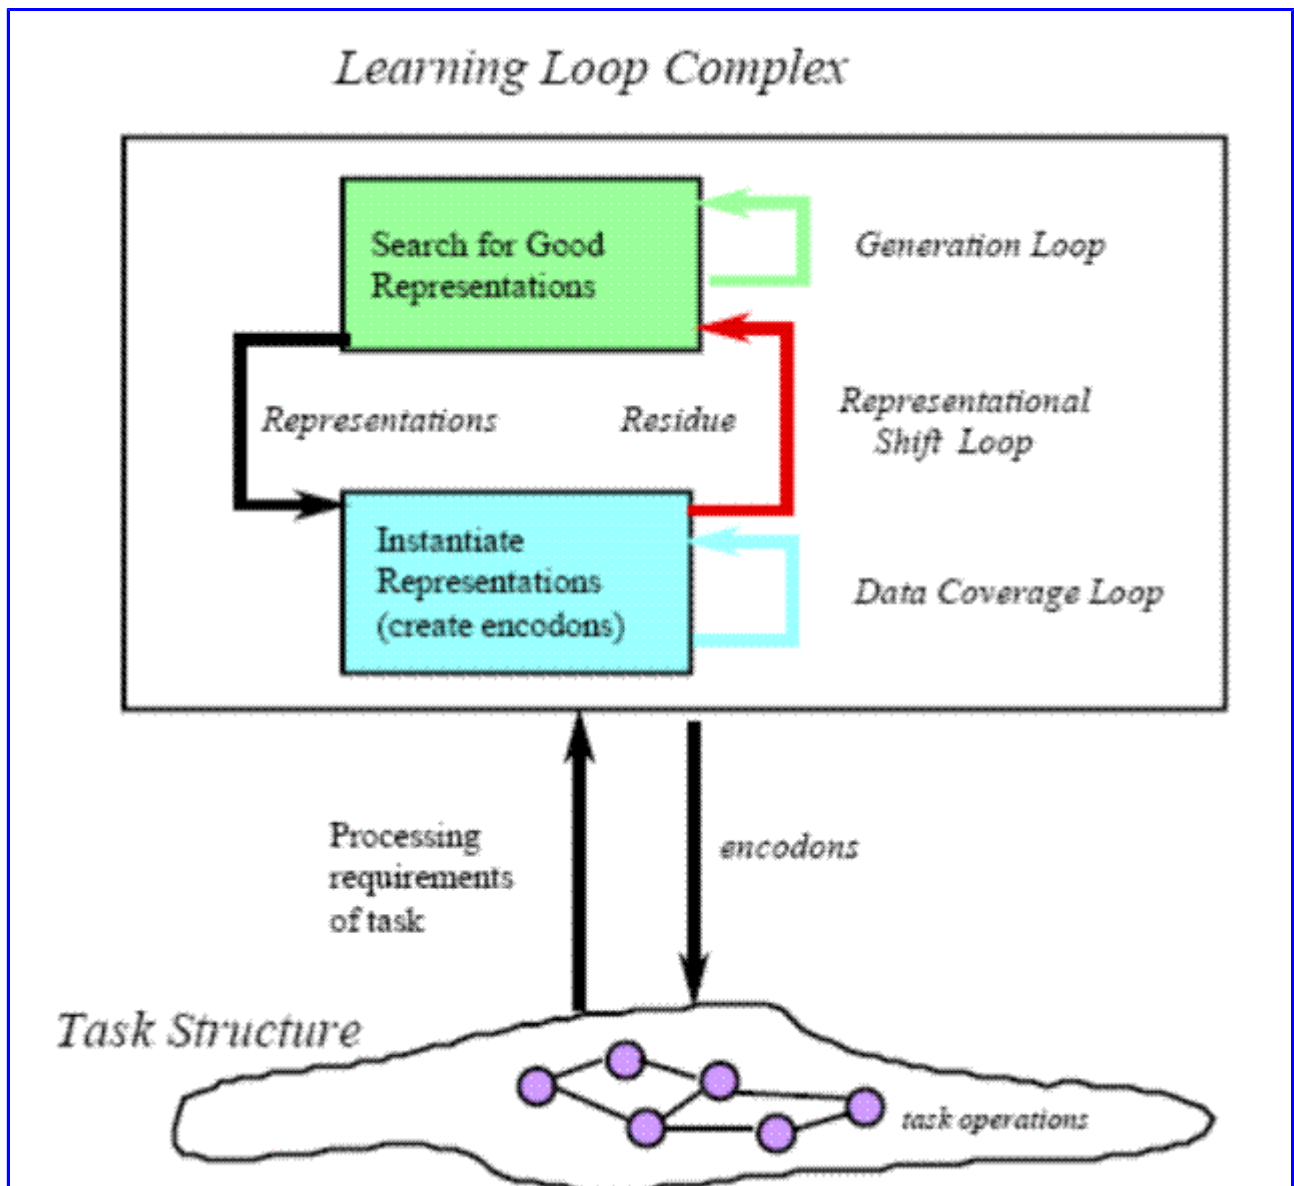 Learning Loop Complex
Search for Good
Representations
Generation Loop
Representations
Residue
Representational
Shift Loop
Instantiate
Representations
(create encodons)
Data Coverage Loop
Processing
requirements
of task
encodons
Task Structure
task operations